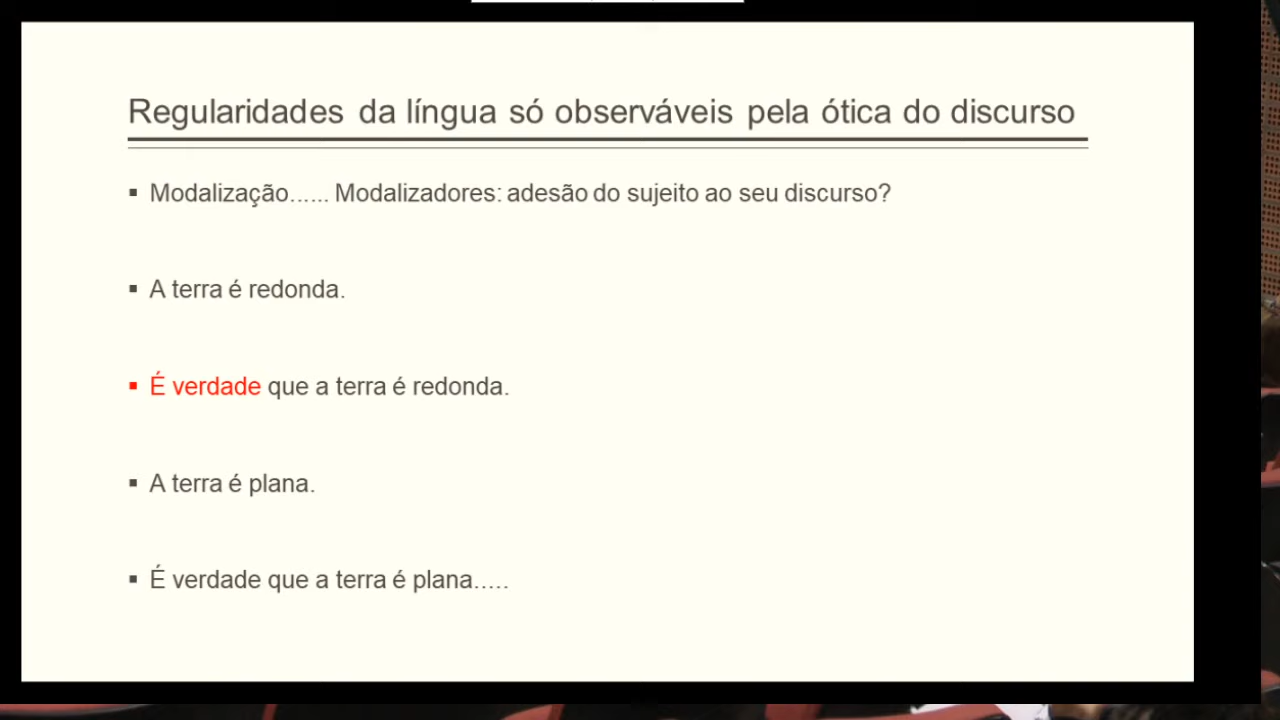 Regularidades da língua só observáveis pela ótica do discurso
▪ Modalização...... Modalizadores: adesão do sujeito ao seu discurso?
▪ A terra é redonda.
▪ É verdade que a terra é redonda.
▪ A terra é plana.
▪ É verdade que a terra é plana.....